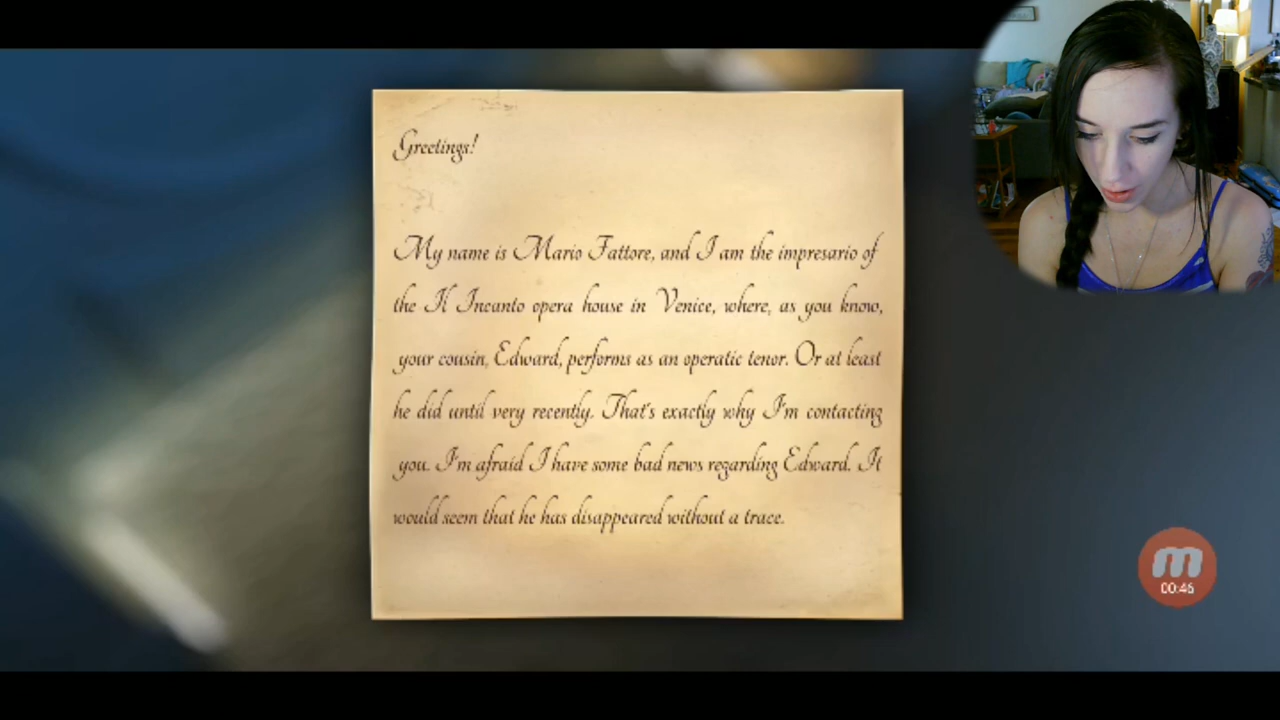 Greetings!
My name is Mario Fattore, and I am the impresario of
the Il Incanto opera house in Venice, where, as you know,
your cousin, Edward, performs as an operatic tenor. Or at least
he did until very recently. That's exactly why I'm contacting
you. I'm afraid I have some bad news regarding Edward. It
would seem that he has disappeared without a trace.
m
00:46